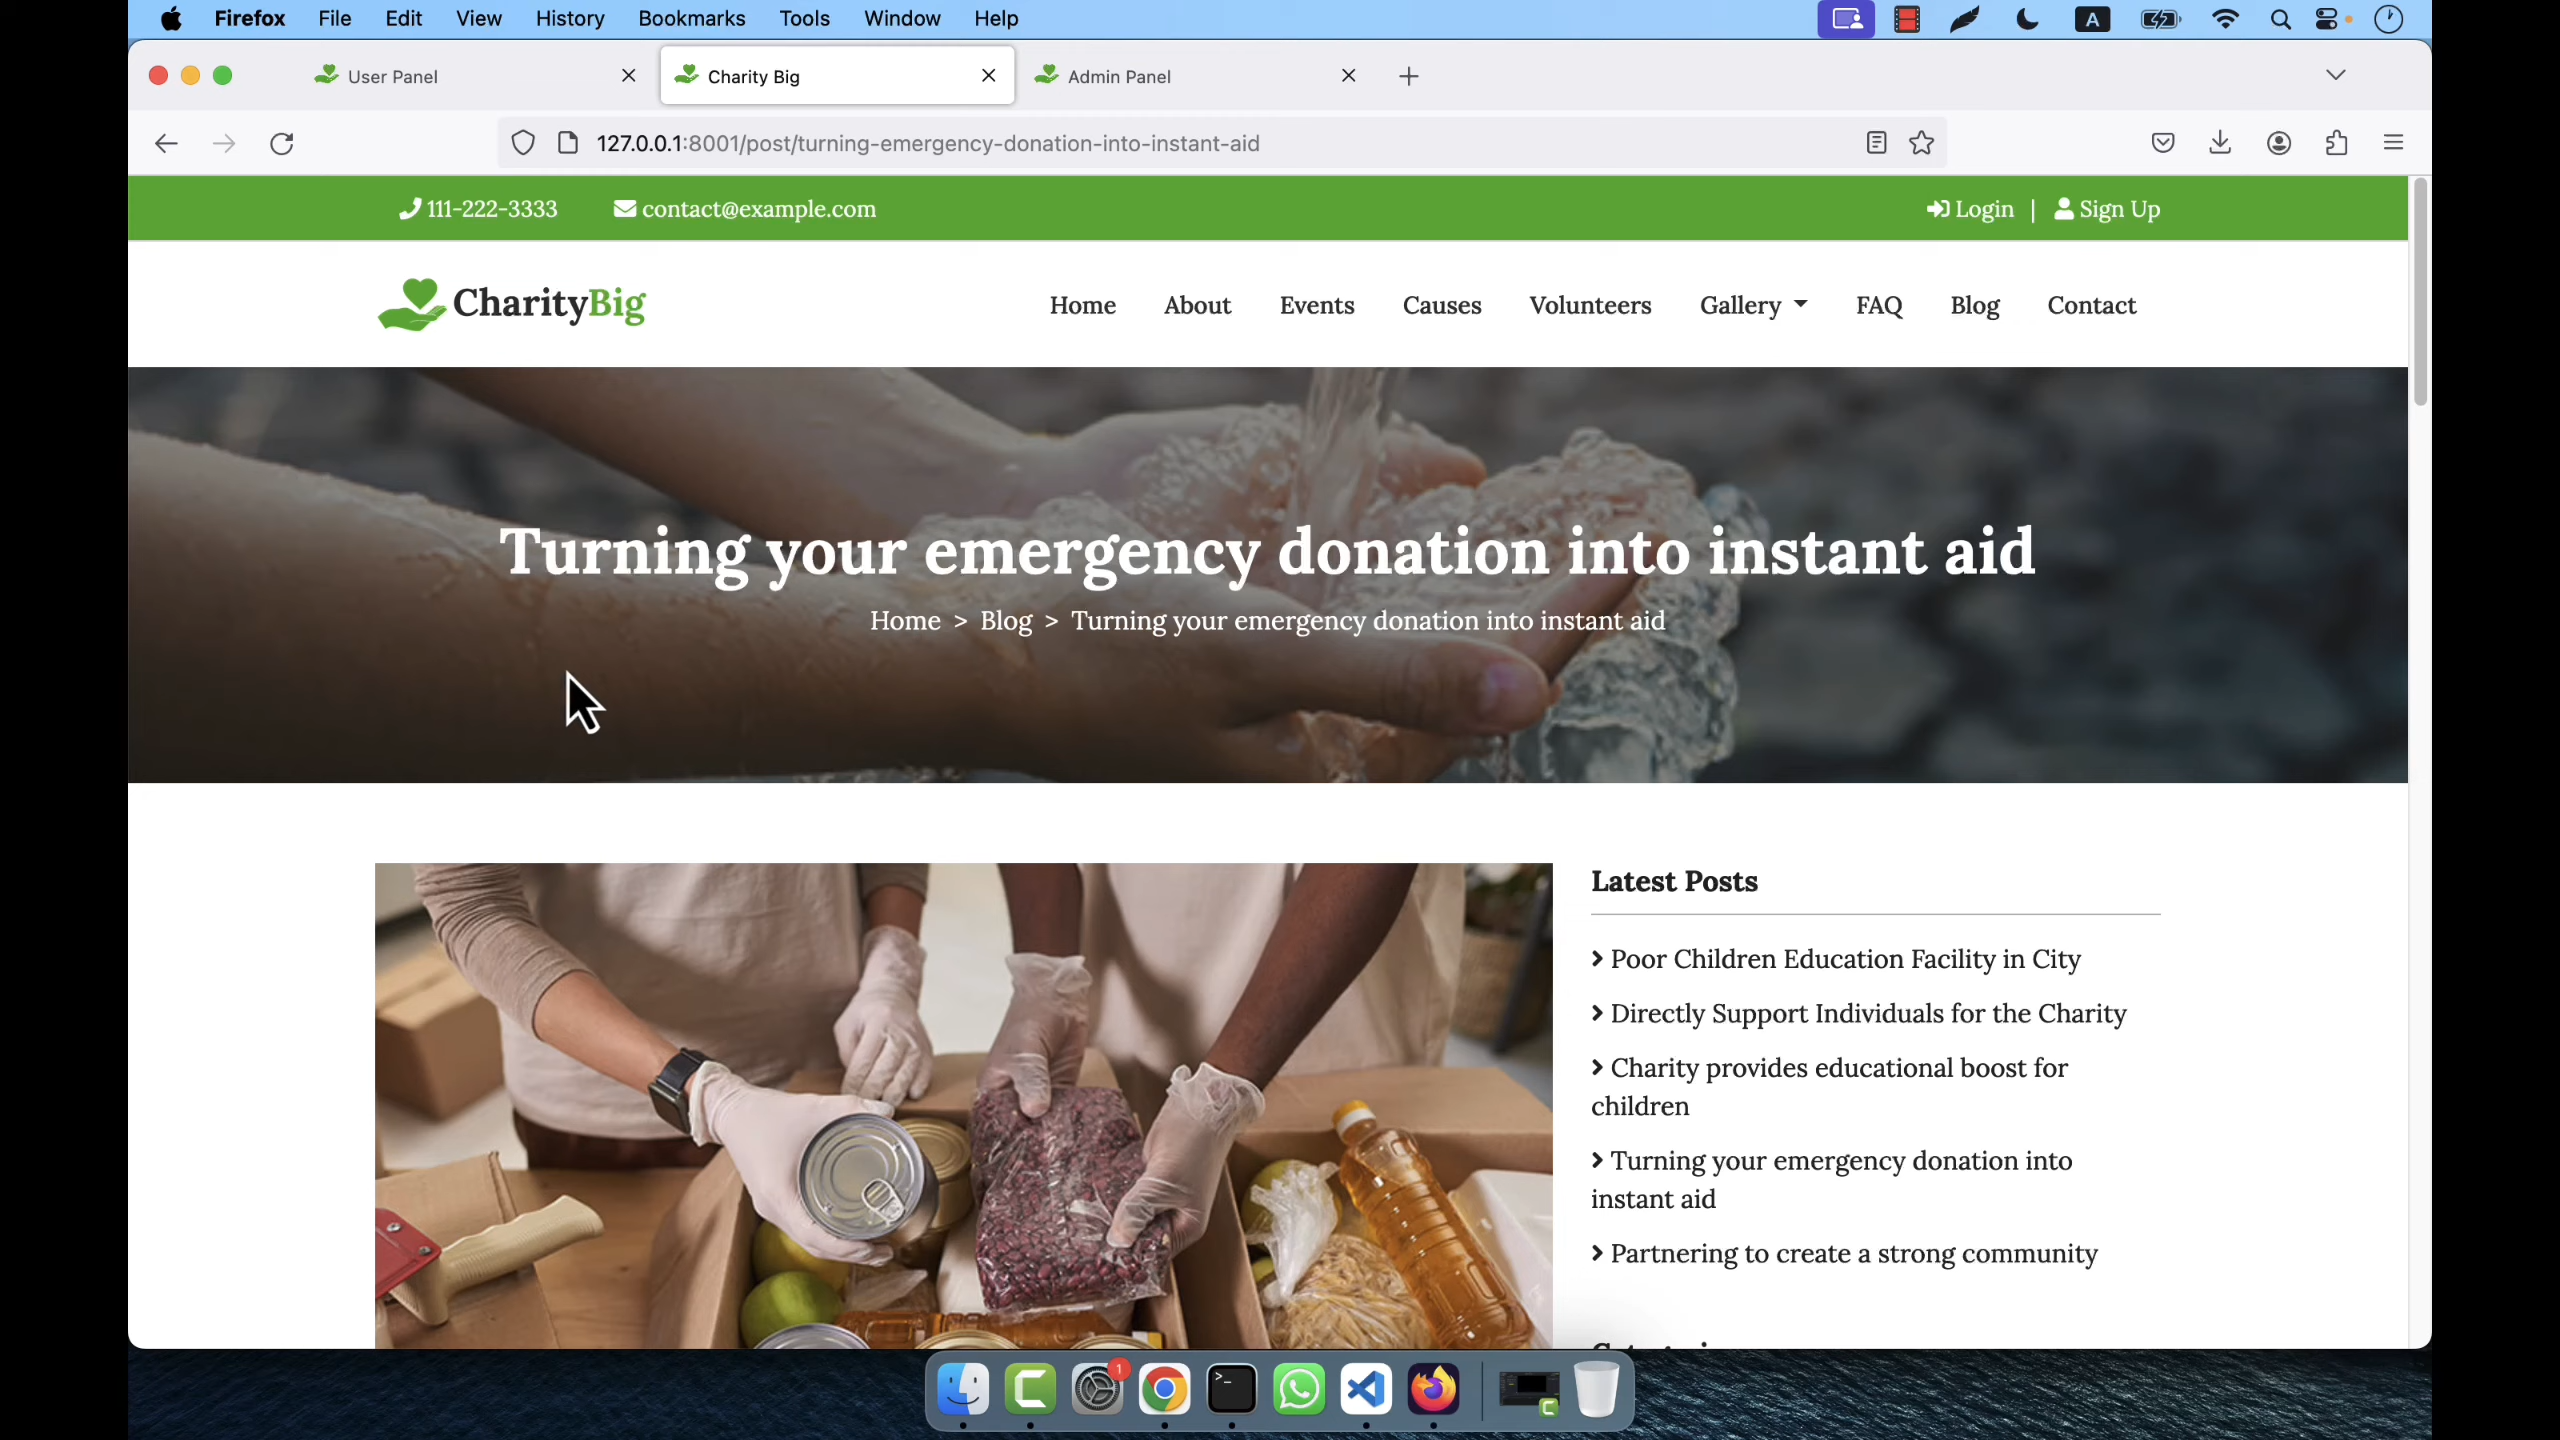 Firefox File Edit View History Bookmarks Tools Window Help
A
User Panel
Charity Big
Admin Panel
127.0.0.1:8001/post/turning-emergency-donation-into-instant-aid
111-222-3333
contact@example.com
Login | Sign Up
CharityBig
Home About Events Causes Volunteers Gallery FAQ Blog Contact
Turning your emergency donation into instant aid
Home > Blog > Turning your emergency donation into instant aid
Latest Posts
Poor Children Education Facility in City
Directly Support Individuals for the Charity
Charity provides educational boost for
children
Turning your emergency donation into
instant aid
Partnering to create a strong community
1